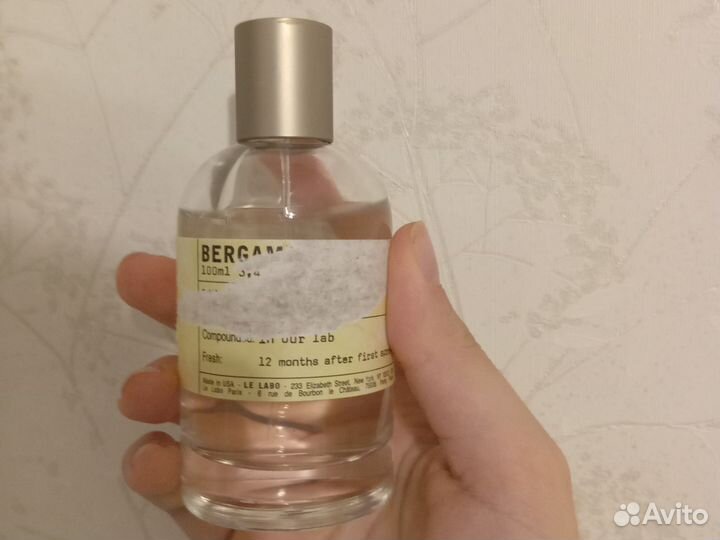 BERGAM
100ml 3,4
in our lab
Fresh: 12 months after first
Made in USA - LE LABO - 233 Elizabeth Street, New York
Le Labo Paris - 6 rue de Bourbon le Château,
Avito